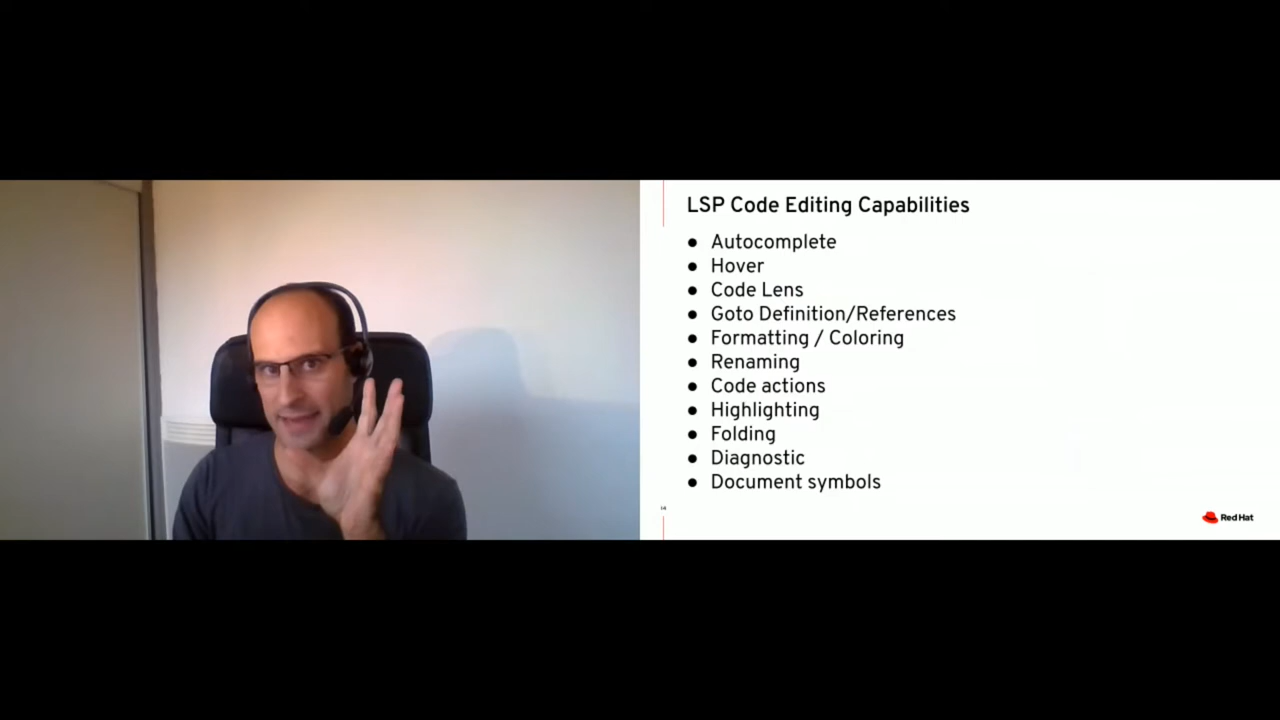 LSP Code Editing Capabilities
● Autocomplete
● Hover
● Code Lens
● Goto Definition/References
● Formatting / Coloring
● Renaming
● Code actions
● Highlighting
● Folding
● Diagnostic
● Document symbols
14
Red Hat